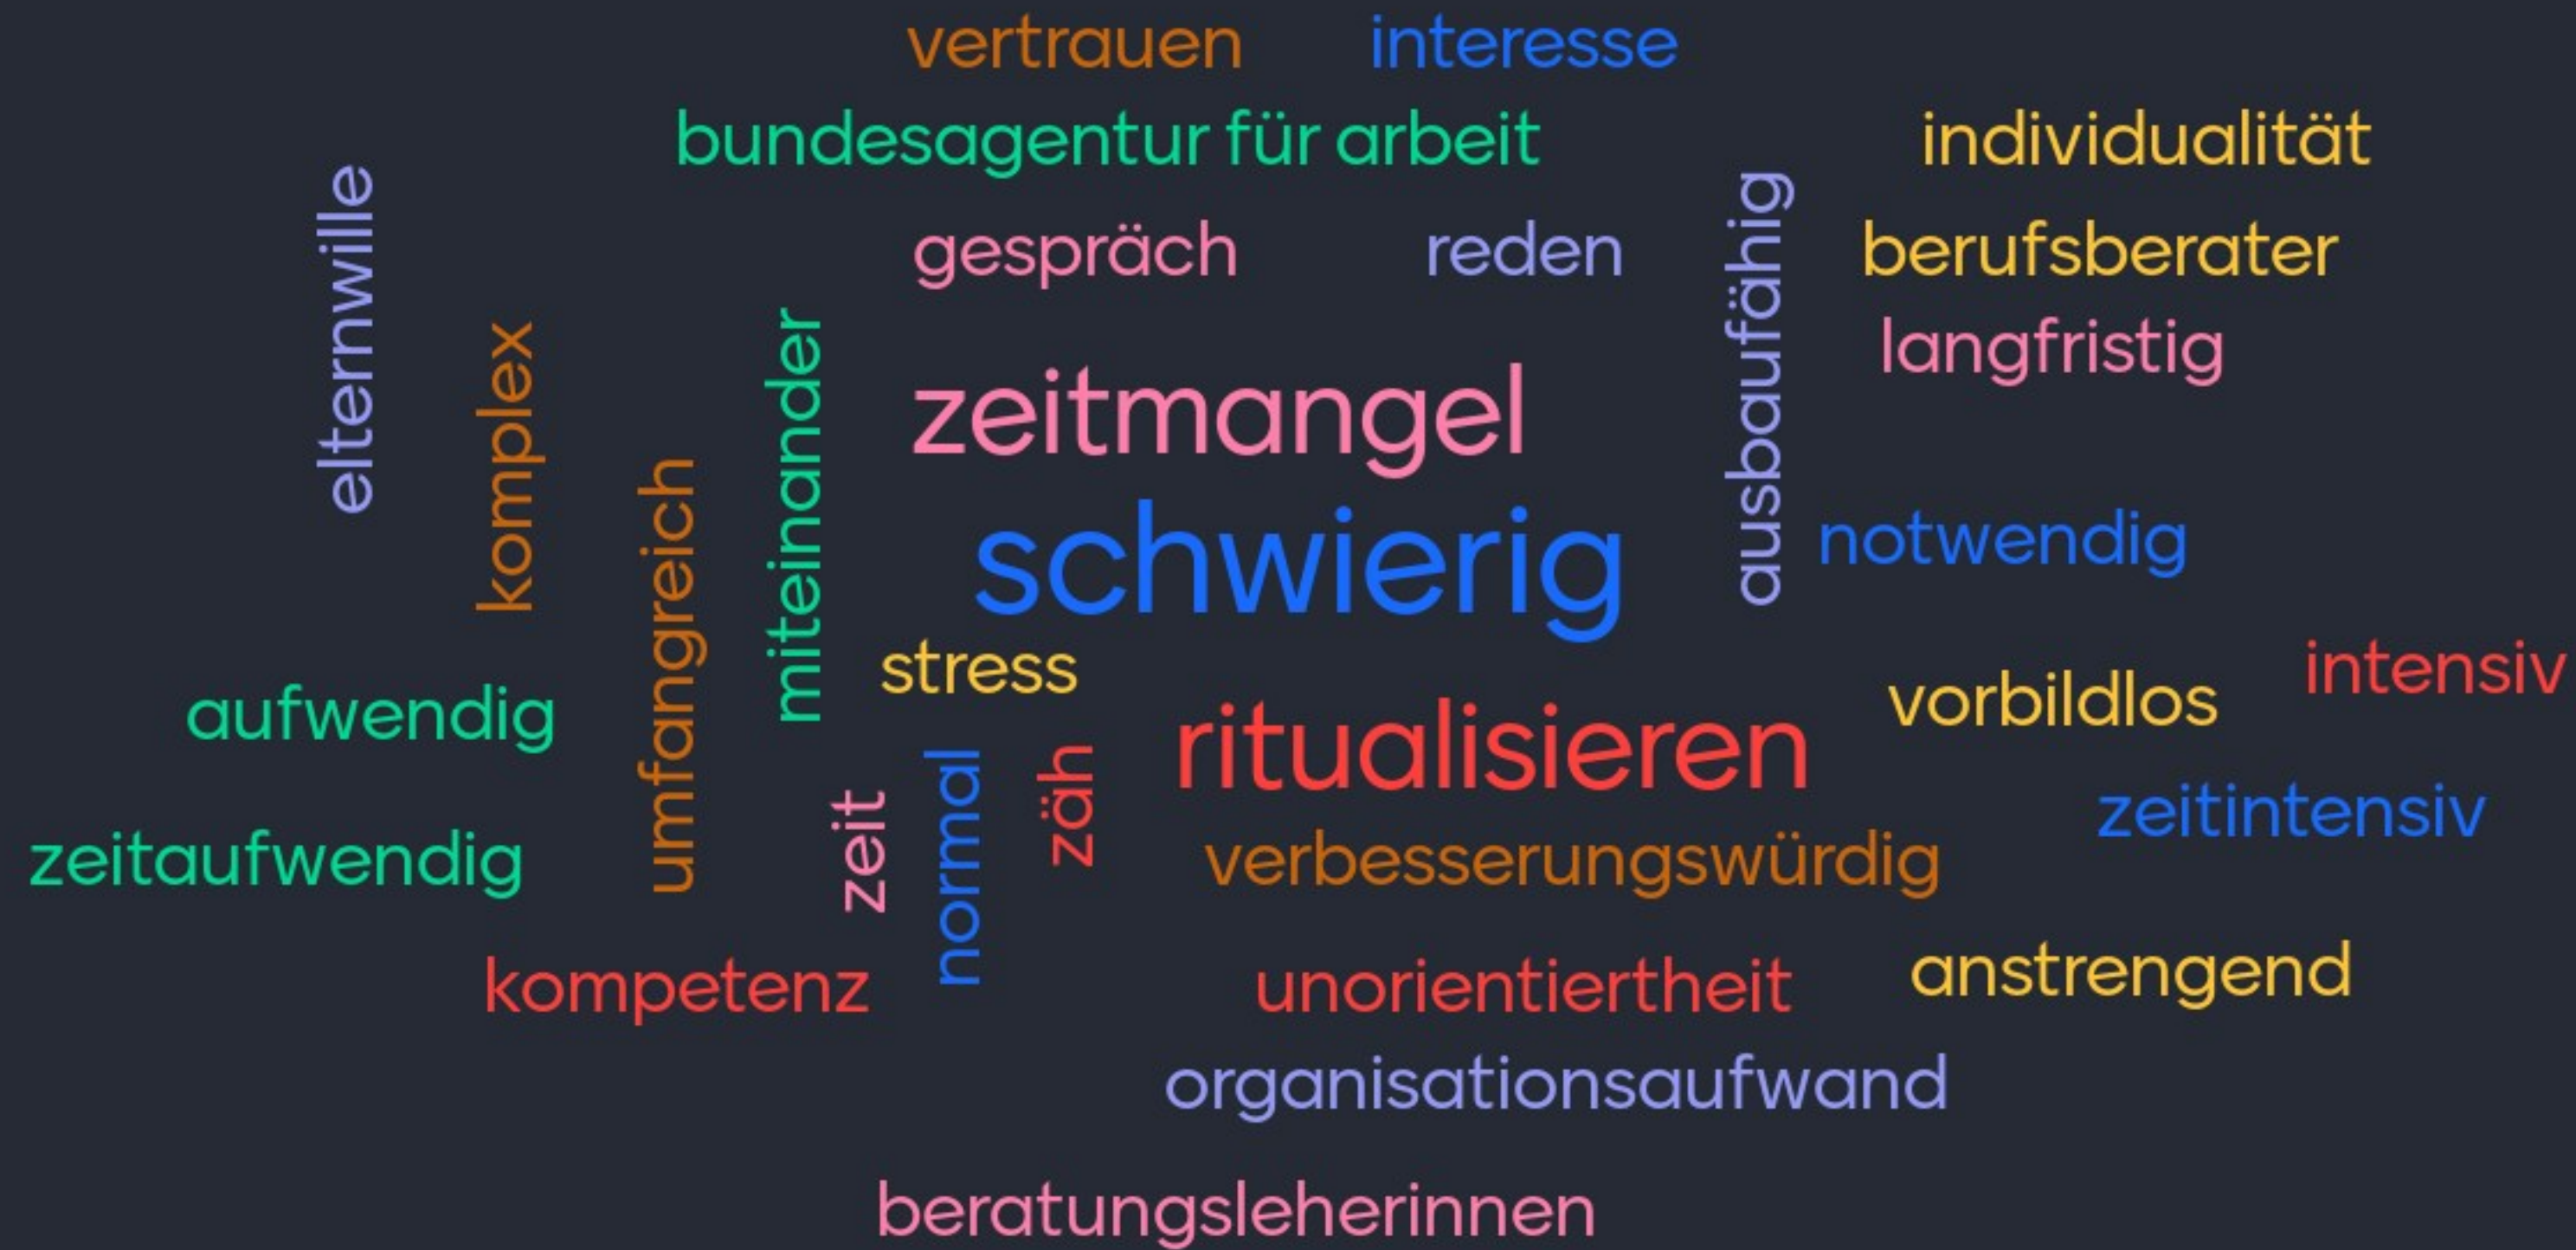 vertrauen
interesse
bundesagentur für arbeit
individualität
elternwille
gespräch
reden
ausbaufähig
berufsberater
komplex
miteinander
langfristig
zeitmangel
umfangreich
schwierig
notwendig
stress
intensiv
aufwendig
vorbildlos
ritualisieren
zeit
normal
zäh
zeitintensiv
zeitaufwendig
verbesserungswürdig
kompetenz
unorientiertheit
anstrengend
organisationsaufwand
beratungsleherinnen